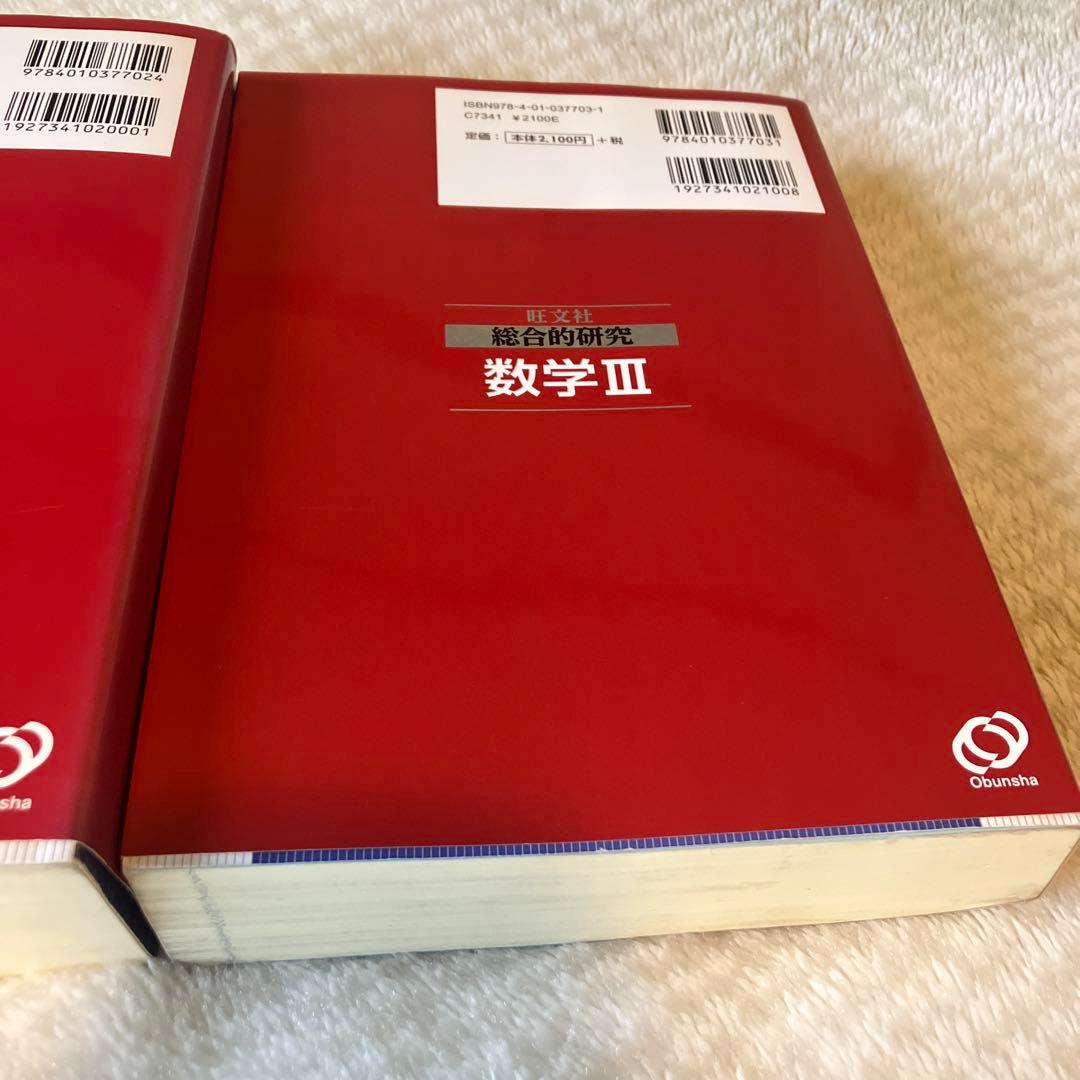 9784010377024
1927341020001
sha
ISBN978-4-01-037703-1
C7341 ¥2100E
定価：本体2,100円+税
9784010377031
1927341021008
旺文社
総合的研究
数学III
Obunsha